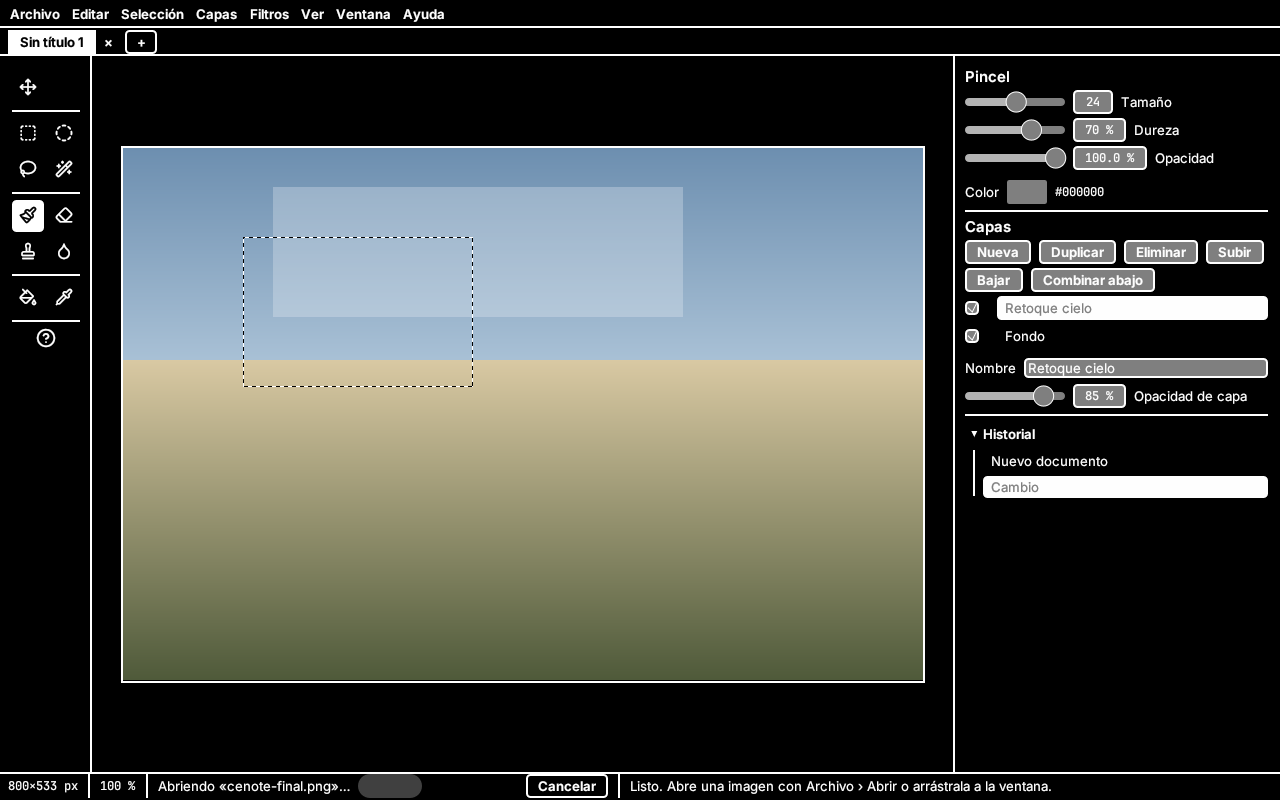 Archivo Editar Selección Capas Filtros Ver Ventana Ayuda
Sin título 1 × +
Pincel
24 Tamaño
70 % Dureza
100.0 % Opacidad
Color #000000
Capas
Nueva Duplicar Eliminar Subir
Bajar Combinar abajo
Retoque cielo
Fondo
Nombre Retoque cielo
85 % Opacidad de capa
▼ Historial
Nuevo documento
Cambio
800×533 px 100 % Abriendo «cenote-final.png»... Cancelar Listo. Abre una imagen con Archivo › Abrir o arrástrala a la ventana.